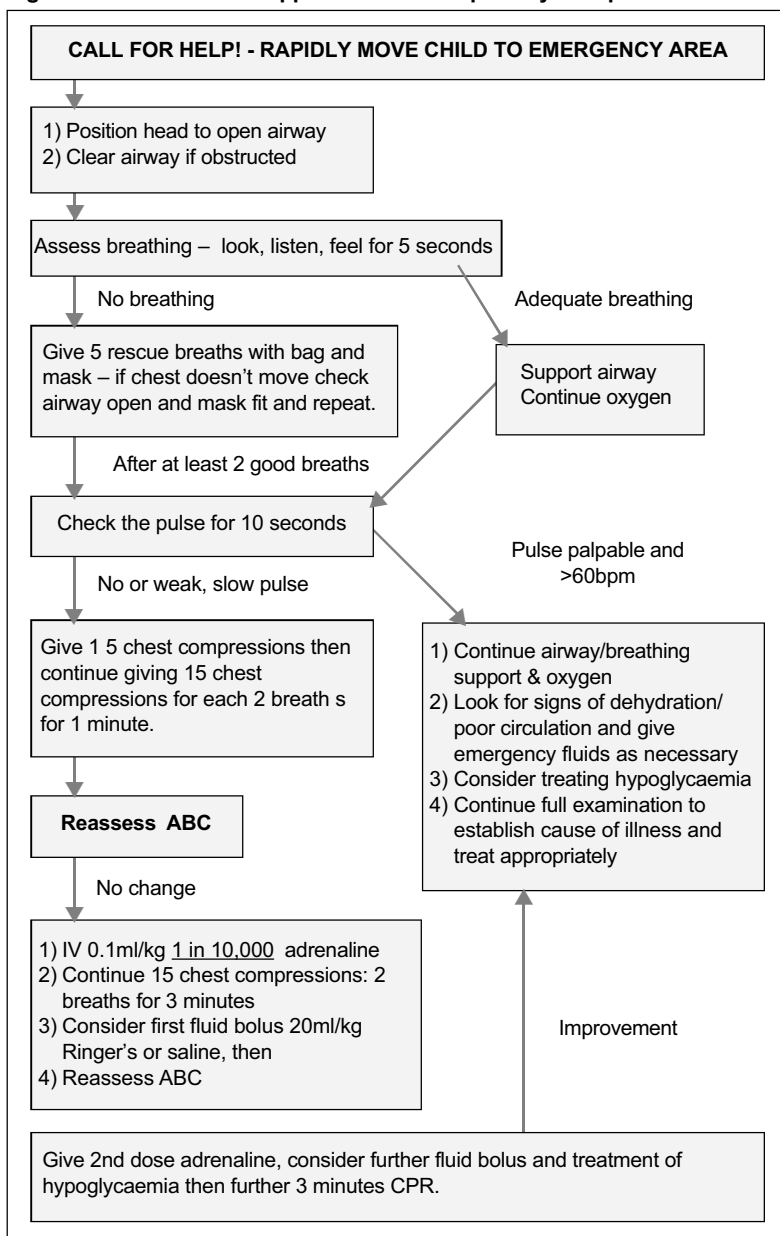 CALL FOR HELP! - RAPIDLY MOVE CHILD TO EMERGENCY AREA
1) Position head to open airway
2) Clear airway if obstructed
Assess breathing – look, listen, feel for 5 seconds
No breathing
Adequate breathing
Give 5 rescue breaths with bag and
mask – if chest doesn't move check
airway open and mask fit and repeat.
Support airway
Continue oxygen
After at least 2 good breaths
Check the pulse for 10 seconds
Pulse palpable and
>60bpm
No or weak, slow pulse
Give 1 5 chest compressions then
continue giving 15 chest
compressions for each 2 breath s
for 1 minute.
1) Continue airway/breathing
support & oxygen
2) Look for signs of dehydration/
poor circulation and give
emergency fluids as necessary
3) Consider treating hypoglycaemia
4) Continue full examination to
establish cause of illness and
treat appropriately
Reassess ABC
No change
1) IV 0.1ml/kg 1 in 10,000 adrenaline
2) Continue 15 chest compressions: 2
breaths for 3 minutes
3) Consider first fluid bolus 20ml/kg
Ringer's or saline, then
4) Reassess ABC
Improvement
Give 2nd dose adrenaline, consider further fluid bolus and treatment of
hypoglycaemia then further 3 minutes CPR.